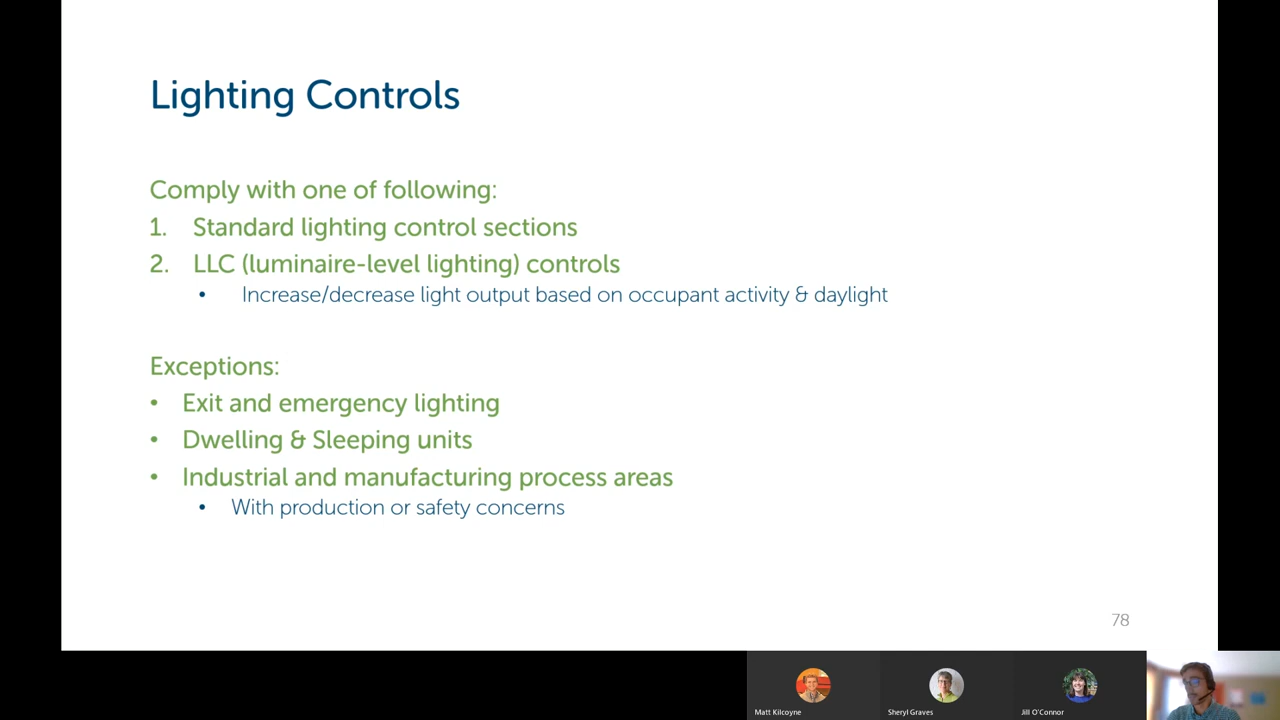 Lighting Controls
Comply with one of following:
1. Standard lighting control sections
2. LLC (luminaire-level lighting) controls
• Increase/decrease light output based on occupant activity & daylight
Exceptions:
• Exit and emergency lighting
• Dwelling & Sleeping units
• Industrial and manufacturing process areas
• With production or safety concerns
78
Matt Kilcoyne
Sheryl Graves
Jill O'Connor